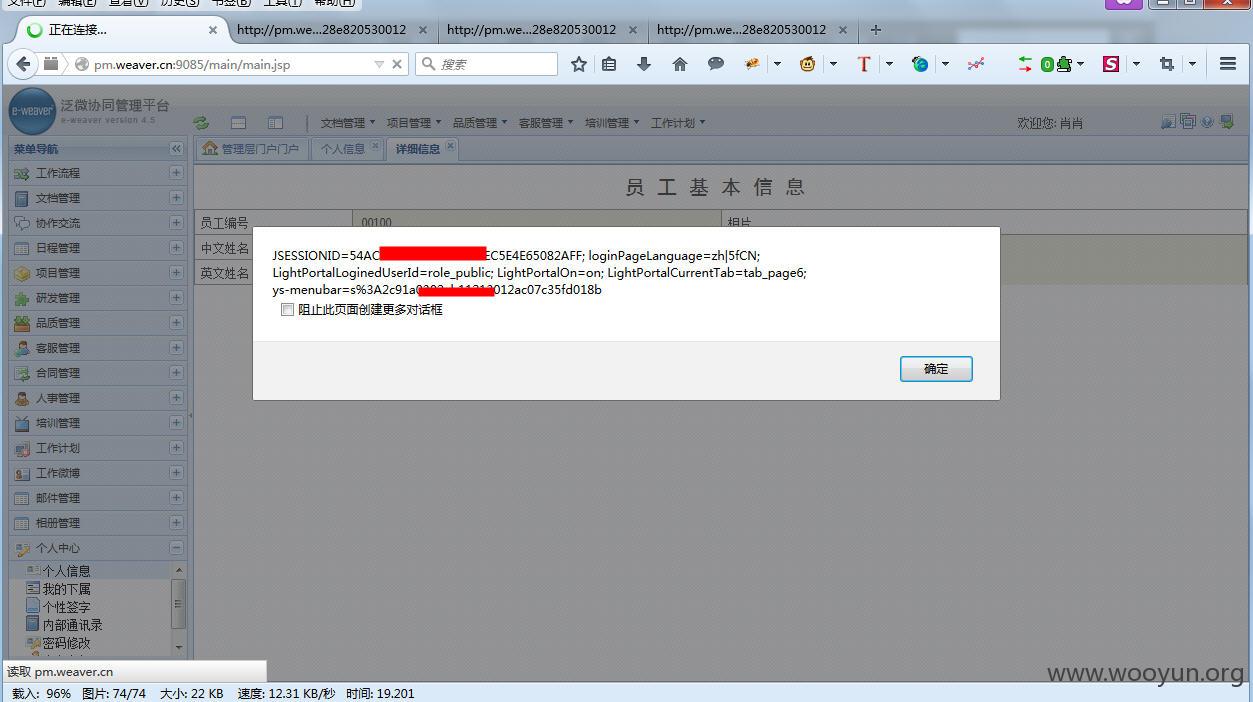 文件(F) 编辑(E) 查看(V) 历史(S) 书签(B) 工具(T) 帮助(H)
正在连接... × http://pm.we...28e820530012 × http://pm.we...28e820530012 × http://pm.we...28e820530012 × +
pm.weaver.cn:9085/main/main.jsp 搜索 T 0 S
e-weaver 泛微协同管理平台
e-weaver version 4.5
文档管理 项目管理 品质管理 客服管理 培训管理 工作计划 欢迎您: 肖肖
菜单导航 管理层门户门户 个人信息 详细信息
工作流程
文档管理
协作交流
日程管理
项目管理
研发管理
品质管理
客服管理
合同管理
人事管理
培训管理
工作计划
工作微博
邮件管理
相册管理
个人中心
个人信息
我的下属
个性签字
内部通讯录
密码修改
员工基本信息
员工编号 00100 相片
中文姓名
英文姓名
JSESSIONID=54AC EC5E4E65082AFF; loginPageLanguage=zh|5fCN;
LightPortalLoginedUserId=role_public; LightPortalOn=on; LightPortalCurrentTab=tab_page6;
ys-menubar=s%3A2c91a0 012ac07c35fd018b
阻止此页面创建更多对话框
确定
读取 pm.weaver.cn
www.wooyun.org
载入: 96% 图片: 74/74 大小: 22 KB 速度: 12.31 KB/秒 时间: 19.201